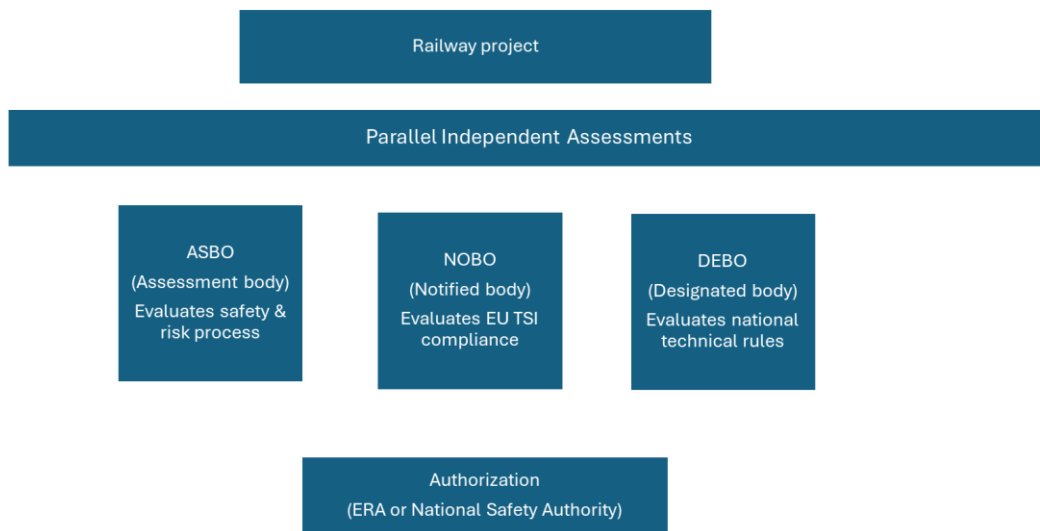 Railway project
Parallel Independent Assessments
ASBO
(Assessment body)
Evaluates safety &
risk process
NOBO
(Notified body)
Evaluates EU TSI
compliance
DEBO
(Designated body)
Evaluates national
technical rules
Authorization
(ERA or National Safety Authority)